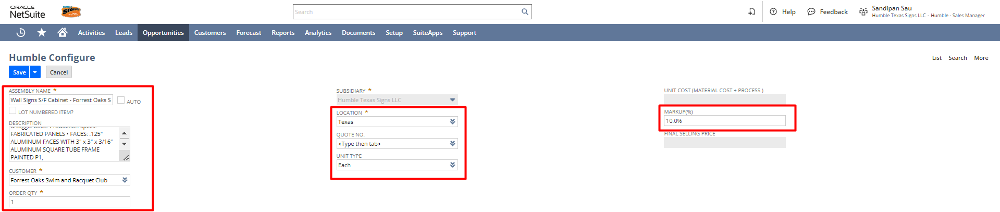 ORACLE
NetSuite
SIGNS
Search
Help
Feedback
Sandipan Sau
Humble Texas Signs LLC - Humble - Sales Manager
Activities Leads Opportunities Customers Forecast Reports Analytics Documents Setup SuiteApps Support
Humble Configure
List Search More
Save
Cancel
ASSEMBLY NAME *
Wall Signs S/F Cabinet - Forrest Oaks S
AUTO
LOT NUMBERED ITEM?
DESCRIPTION
& toggle bolts. Production Specs:
FABRICATED PANELS • FACES: .125"
ALUMINUM FACES WITH 3" x 3" x 3/16"
ALUMINUM SQUARE TUBE FRAME
PAINTED P1,
CUSTOMER *
Forrest Oaks Swim and Racquet Club
ORDER QTY *
1
SUBSIDIARY *
Humble Texas Signs LLC
LOCATION *
Texas
QUOTE NO.
<Type then tab>
UNIT TYPE
Each
UNIT COST (MATERIAL COST + PROCESS )
MARKUP(%)
10.0%
FINAL SELLING PRICE